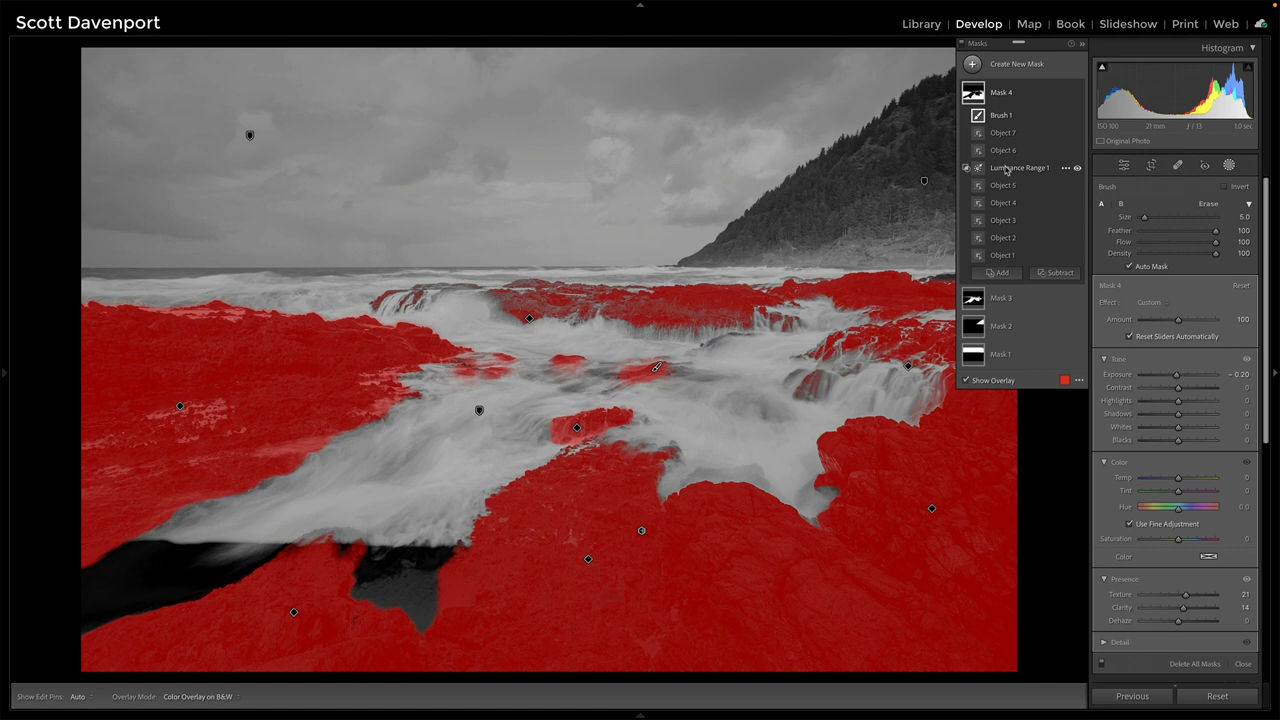 Scott Davenport
Library | Develop | Map | Book | Slideshow | Print | Web
Masks
Create New Mask
Mask 4
Brush 1
Object 7
Object 6
Luminance Range 1
Object 5
Object 4
Object 3
Object 2
Object 1
Add Subtract
Mask 3
Mask 2
Mask 1
Show Overlay
Histogram
ISO 100 21 mm ƒ / 13 1.0 sec
Original Photo
Brush Invert
A B Erase
Size 5.0
Feather 100
Flow 100
Density 100
Auto Mask
Mask 4 Reset
Effect : Custom
Amount 100
Reset Sliders Automatically
Tone
Exposure – 0.20
Contrast 0
Highlights 0
Shadows 0
Whites 0
Blacks 0
Color
Temp 0
Tint 0
Hue 0.0
Use Fine Adjustment
Saturation 0
Color
Presence
Texture 21
Clarity 14
Dehaze 0
Detail
Delete All Masks Close
Previous Reset
Show Edit Pins: Auto Overlay Mode: Color Overlay on B&W